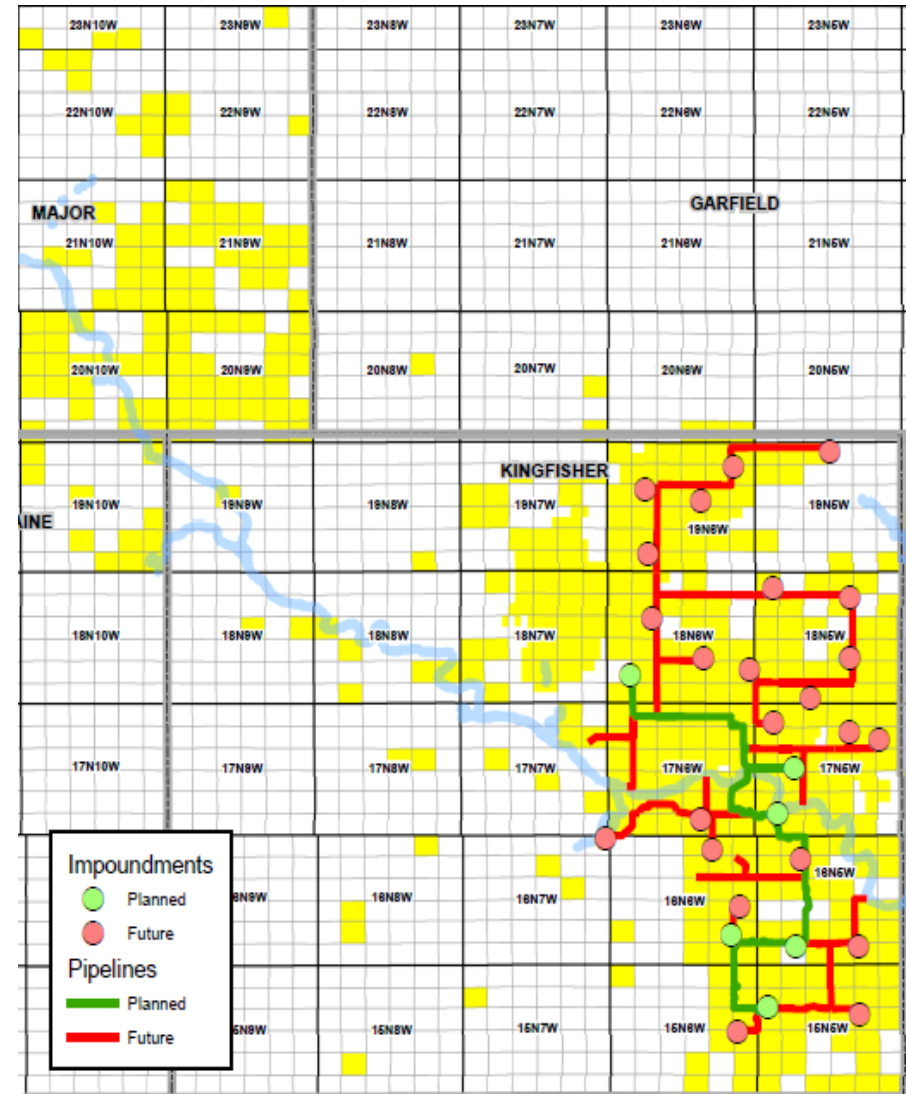 23N10W 23N9W 23N8W 23N7W 23N6W 23N5W
22N10W 22N9W 22N8W 22N7W 22N6W 22N5W
MAJOR GARFIELD
21N10W 21N9W 21N8W 21N7W 21N6W 21N5W
20N10W 20N9W 20N8W 20N7W 20N6W 20N5W
KINGFISHER
19N10W 19N9W 19N8W 19N7W 19N5W
AINE 19N6W
18N10W 18N9W 18N8W 18N7W 18N6W 18N5W
17N10W 17N9W 17N8W 17N7W 17N6W 17N5W
16N5W
6N9W 16N8W 16N7W 16N6W
5N9W 15N8W 15N7W 15N6W 15N5W
Impoundments
Planned
Future
Pipelines
Planned
Future